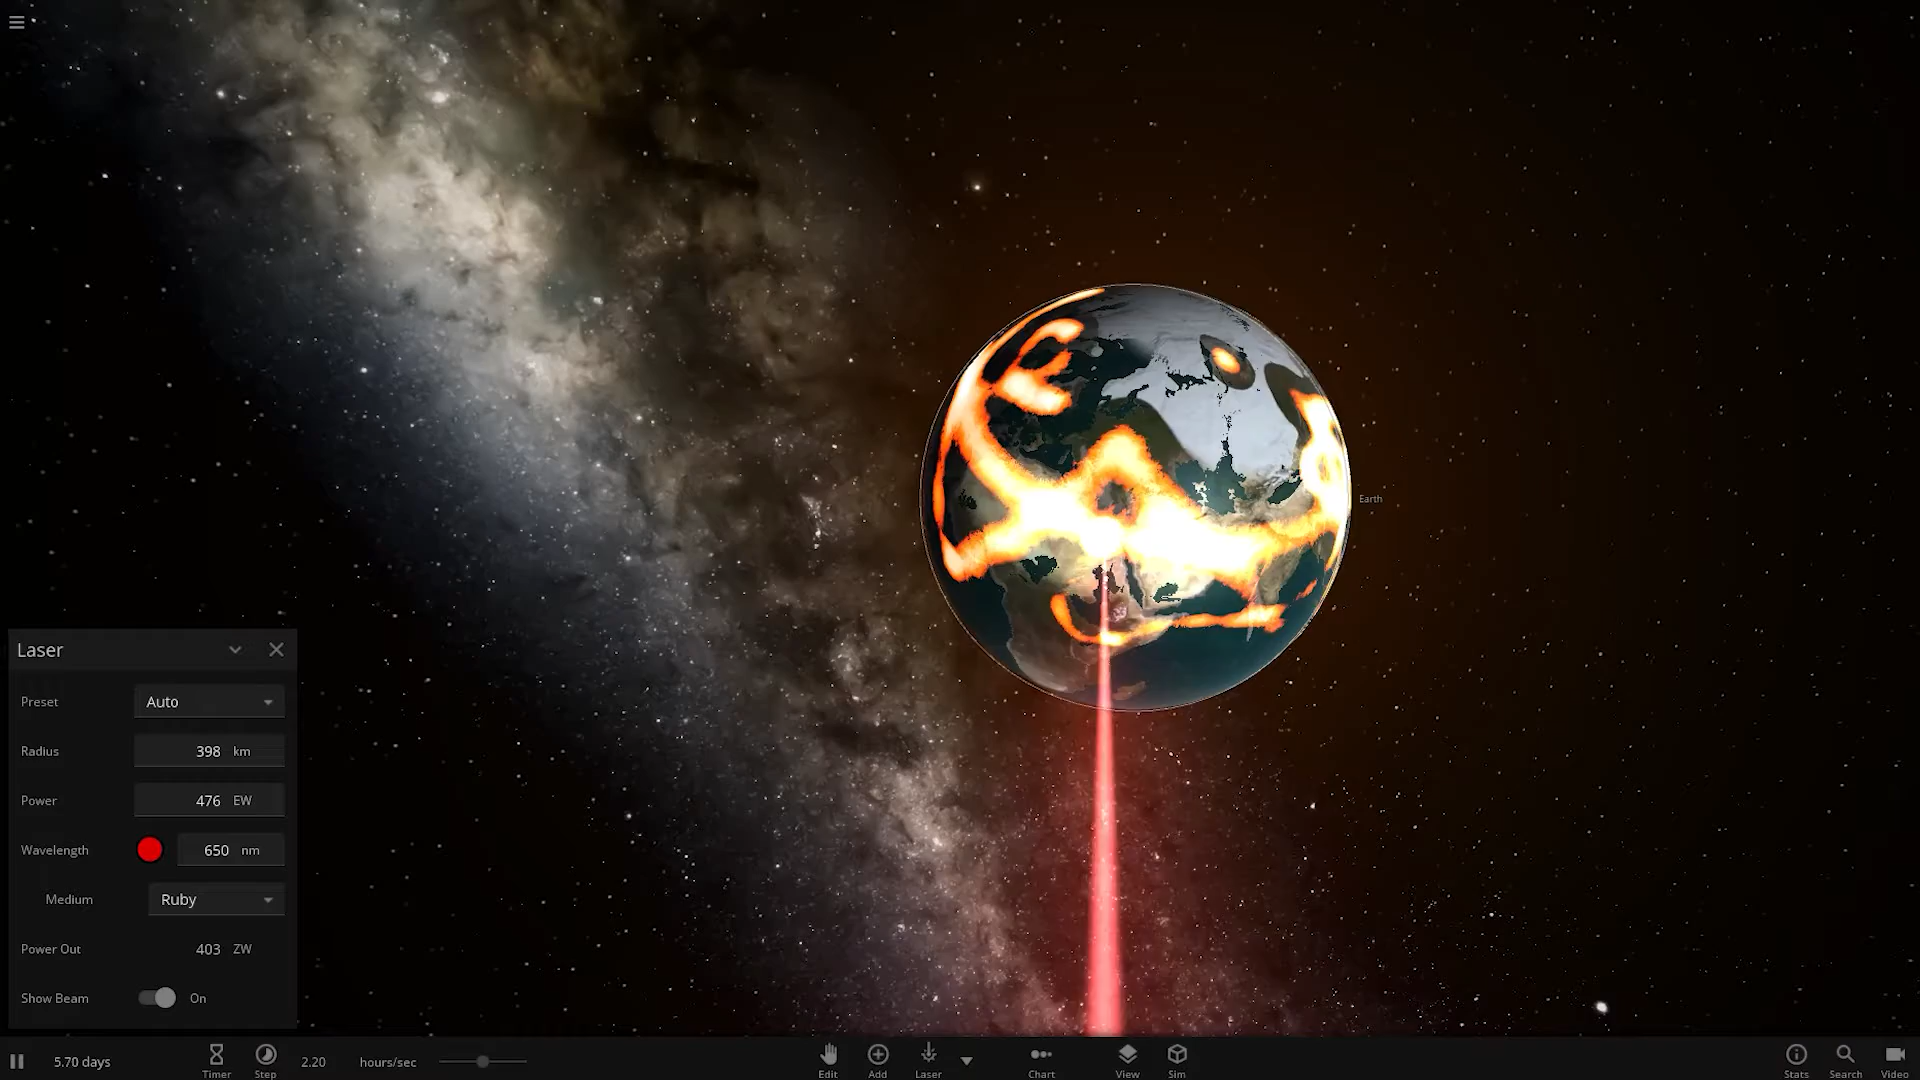 Earth
Laser
Preset Auto
Radius 398 km
Power 476 EW
Wavelength 650 nm
Medium Ruby
Power Out 403 ZW
Show Beam On
5.70 days Timer Step 2.20 hours/sec Edit Add Laser Chart View Sim Stats Search Video